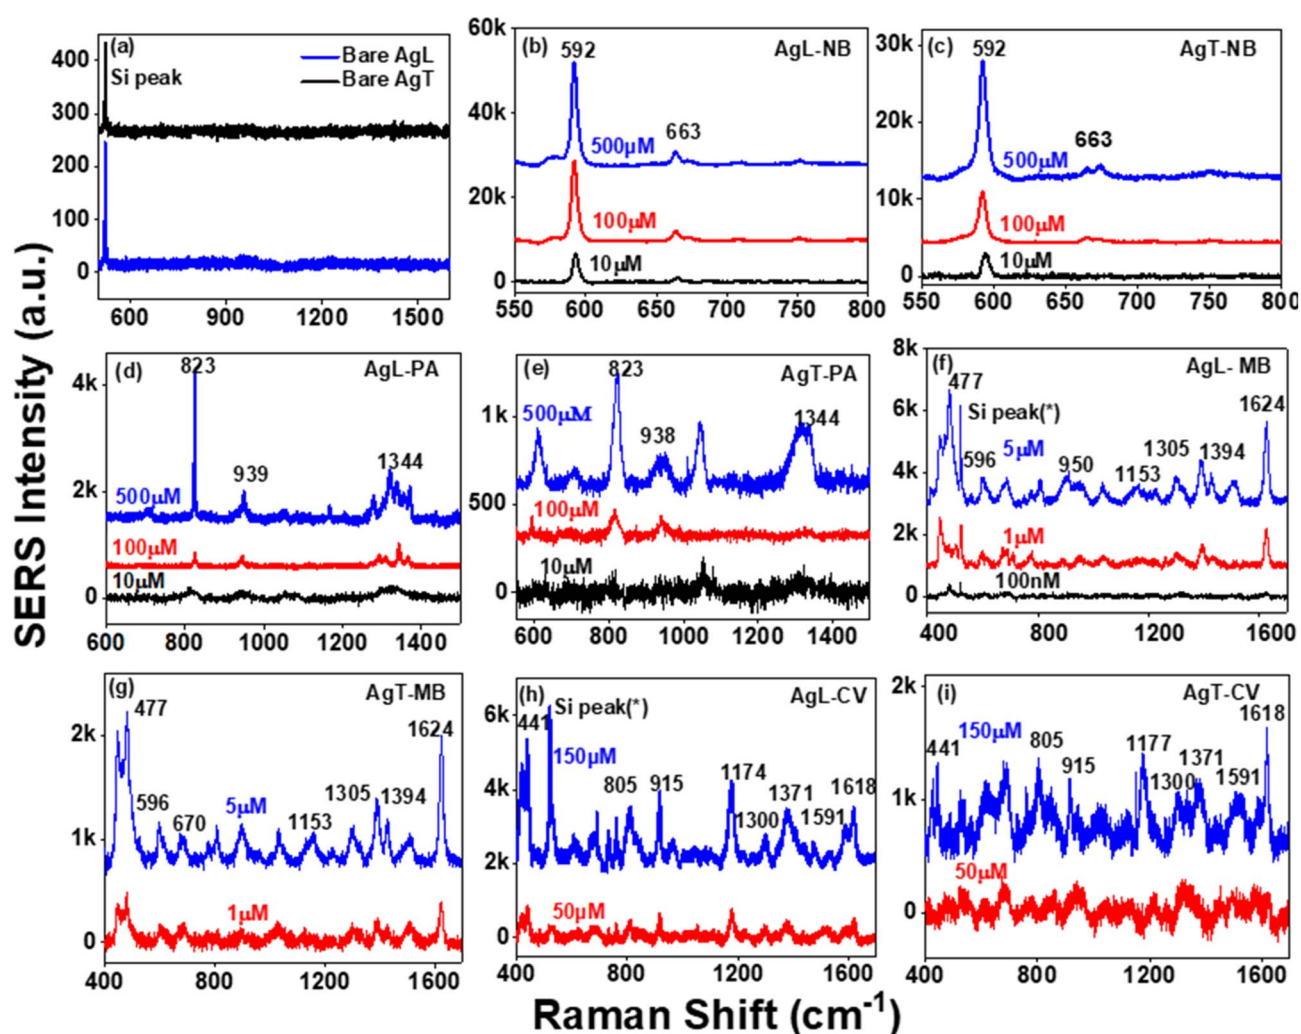 SERS Intensity (a.u.)
(a)
Bare AgL
Bare AgT
Si peak
400
300
200
100
0
600 900 1200 1500
(b)
AgL-NB
592
663
500µM
100µM
10µM
60k
40k
20k
0
550 600 650 700 750 800
(c)
AgT-NB
592
663
500µM
100µM
10µM
30k
20k
10k
0
550 600 650 700 750 800
(d)
AgL-PA
823
939
1344
500µM
100µM
10µM
4k
2k
0
600 800 1000 1200 1400
(e)
AgT-PA
823
938
1344
500µM
100µM
10µM
1k
500
0
600 800 1000 1200 1400
(f)
AgL- MB
477
Si peak(*)
596
5µM
950
1153
1305
1394
1624
1µM
100nM
8k
6k
4k
2k
0
400 800 1200 1600
(g)
AgT-MB
477
596
670
5µM
1153
1305
1394
1624
1µM
2k
1k
0
400 800 1200 1600
(h)
AgL-CV
Si peak(*)
441
150µM
805
915
1174
1300
1371
1591
1618
50µM
6k
4k
2k
0
400 800 1200 1600
(i)
AgT-CV
441
150µM
805
915
1177
1300
1371
1591
1618
50µM
2k
1k
0
400 800 1200 1600
Raman Shift (cm⁻¹)